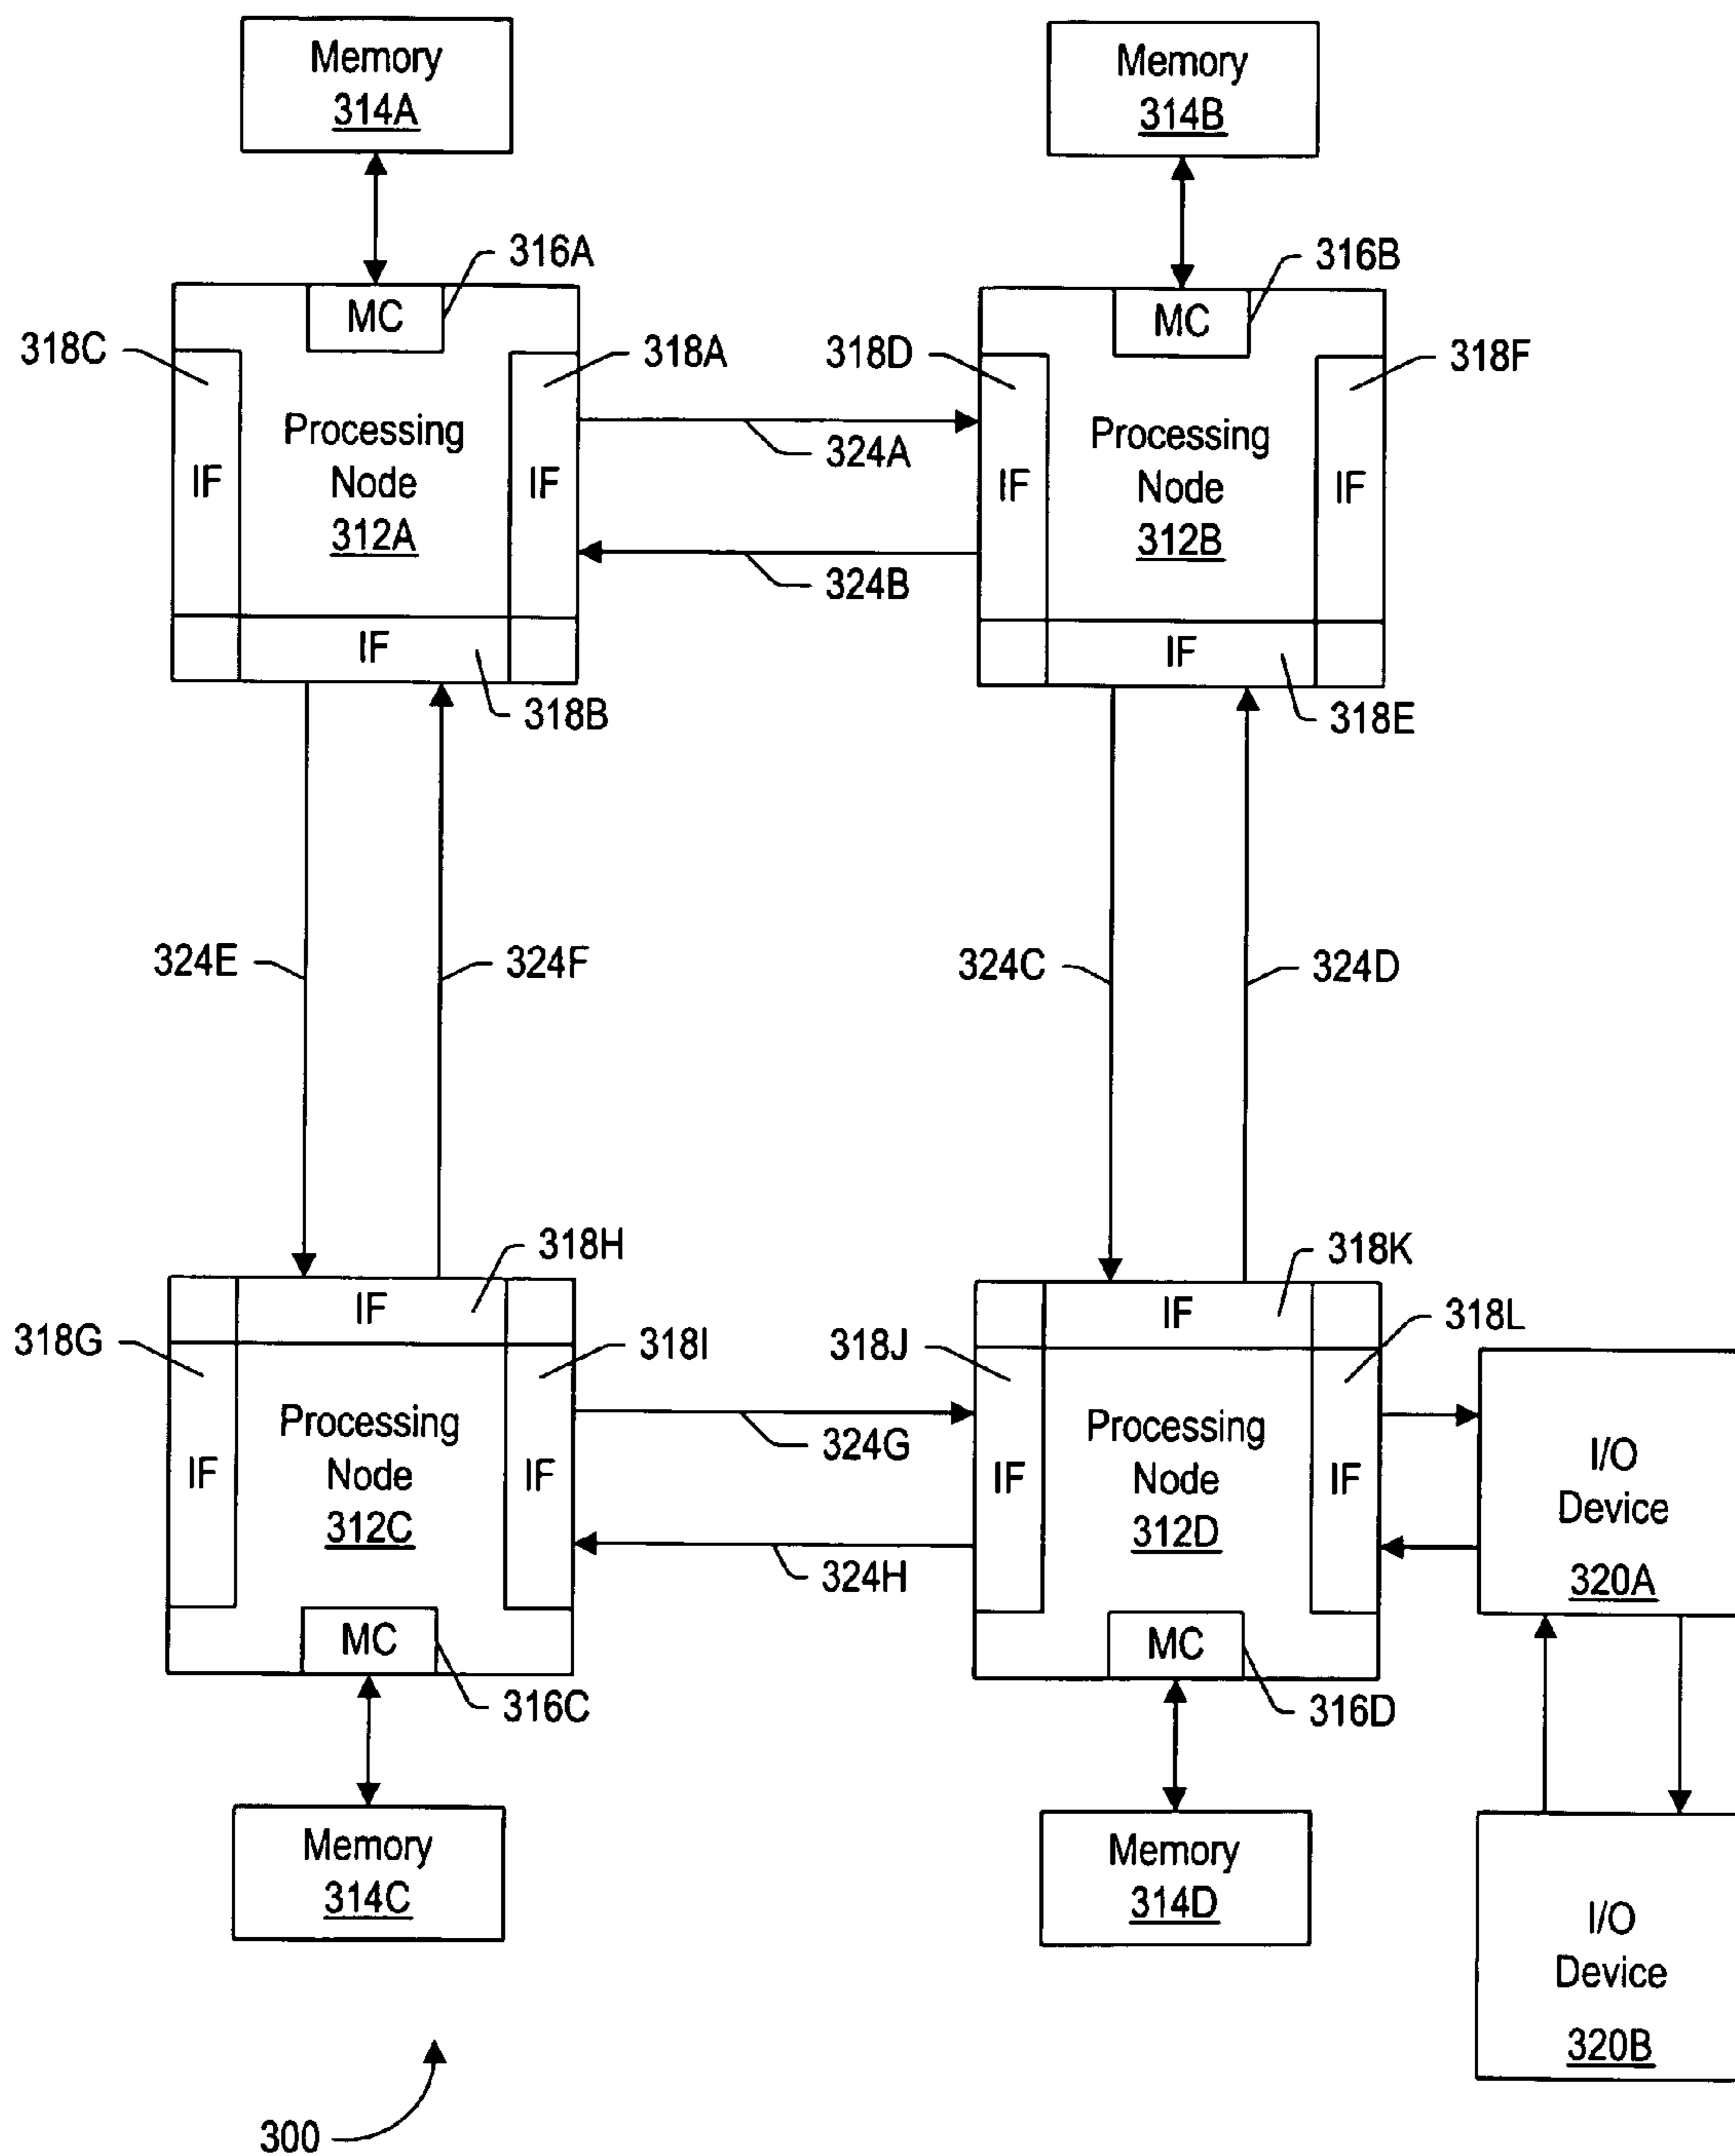 Memory
314A
Memory
314B
316A
316B
MC
MC
318C
318A
318D
318F
Processing
Node
312A
IF
IF
324A
Processing
Node
312B
IF
IF
324B
IF
IF
318B
318E
324E
324F
324C
324D
318H
318K
IF
IF
318G
318I
318J
318L
Processing
Node
312C
IF
IF
324G
Processing
Node
312D
IF
IF
I/O
Device
320A
324H
MC
MC
316C
316D
Memory
314C
Memory
314D
I/O
Device
320B
300